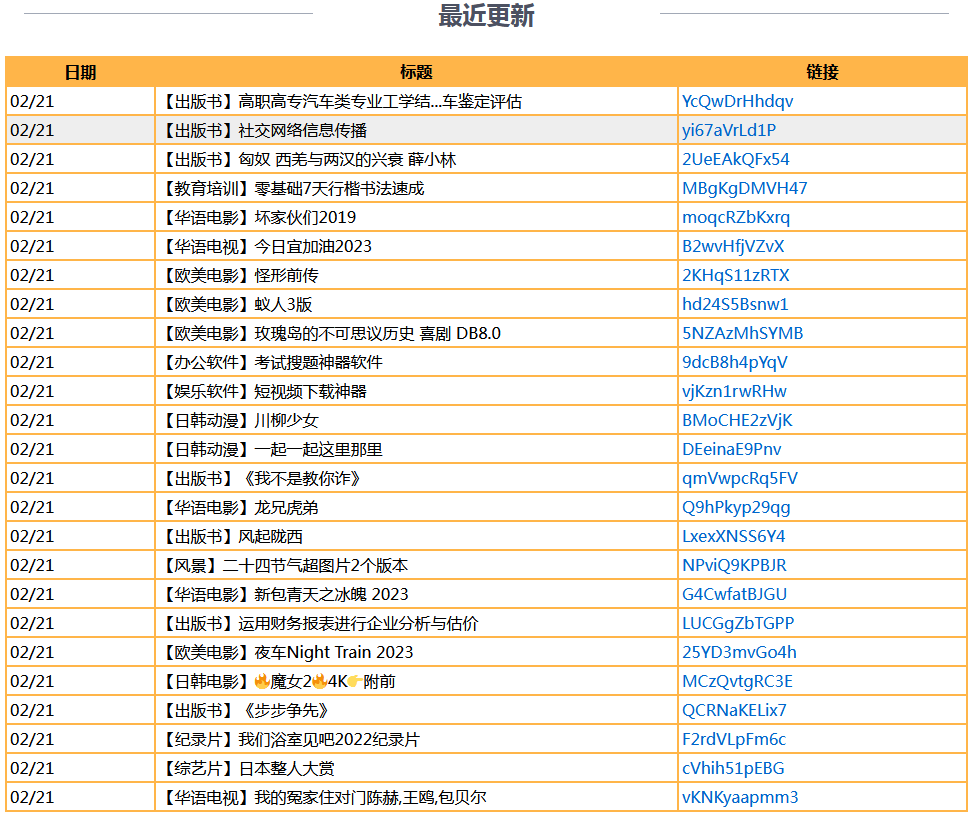 最近更新
日期 标题 链接
02/21 【出版书】高职高专汽车类专业工学结...车鉴定评估 YcQwDrHhdqv
02/21 【出版书】社交网络信息传播 yi67aVrLd1P
02/21 【出版书】匈奴 西羌与两汉的兴衰 薛小林 2UeEAkQFx54
02/21 【教育培训】零基础7天行楷书法速成 MBgKgDMVH47
02/21 【华语电影】坏家伙们2019 moqcRZbKxrq
02/21 【华语电视】今日宜加油2023 B2wvHfjVZvX
02/21 【欧美电影】怪形前传 2KHqS11zRTX
02/21 【欧美电影】蚁人3版 hd24S5Bsnw1
02/21 【欧美电影】玫瑰岛的不可思议历史 喜剧 DB8.0 5NZAzMhSYMB
02/21 【办公软件】考试搜题神器软件 9dcB8h4pYqV
02/21 【娱乐软件】短视频下载神器 vjKzn1rwRHw
02/21 【日韩动漫】川柳少女 BMoCHE2zVjK
02/21 【日韩动漫】一起一起这里那里 DEeinaE9Pnv
02/21 【出版书】《我不是教你诈》 qmVwpcRq5FV
02/21 【华语电影】龙兄虎弟 Q9hPkyp29qg
02/21 【出版书】风起陇西 LxexXNSS6Y4
02/21 【风景】二十四节气超图片2个版本 NPviQ9KPBJR
02/21 【华语电影】新包青天之冰魄 2023 G4CwfatBJGU
02/21 【出版书】运用财务报表进行企业分析与估价 LUCGgZbTGPP
02/21 【欧美电影】夜车Night Train 2023 25YD3mvGo4h
02/21 【日韩电影】🔥魔女2🔥4K👉附前 MCzQvtgRC3E
02/21 【出版书】《步步争先》 QCRNaKELix7
02/21 【纪录片】我们浴室见吧2022纪录片 F2rdVLpFm6c
02/21 【综艺片】日本整人大赏 cVhih51pEBG
02/21 【华语电视】我的冤家住对门陈赫,王鸥,包贝尔 vKNKyaapmm3